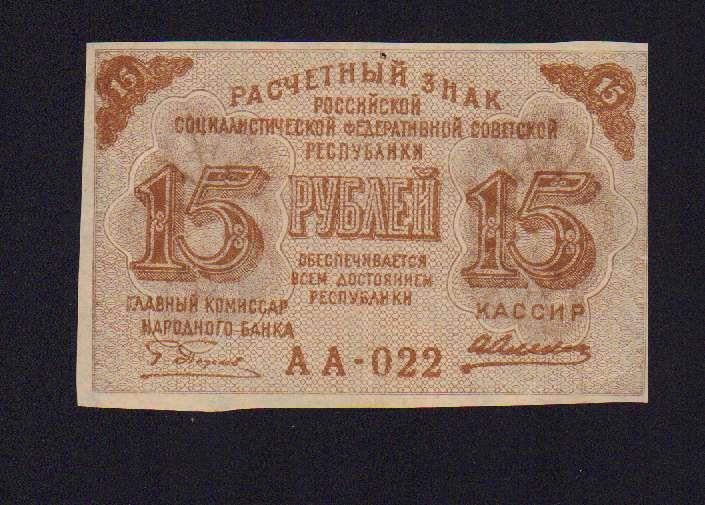 15
15
РАСЧЕТНЫЙ ЗНАК
РОССИЙСКОЙ
СОЦИАЛИСТИЧЕСКОЙ ФЕДЕРАТИВНОЙ СОВЕТСКОЙ
РЕСПУБЛИКИ
15 РУБЛЕЙ 15
ОБЕСПЕЧИВАЕТСЯ
ВСЕМ ДОСТОЯНИЕМ
РЕСПУБЛИКИ
ГЛАВНЫЙ КОМИССАР
НАРОДНОГО БАНКА
КАССИР
АА-022